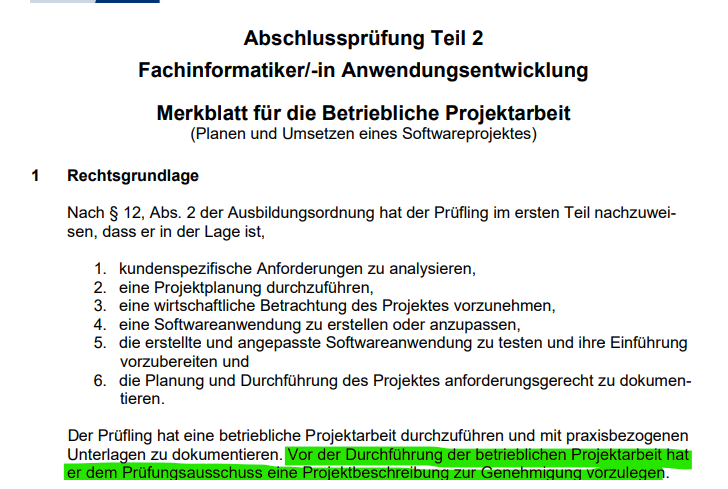 Abschlussprüfung Teil 2
Fachinformatiker/-in Anwendungsentwicklung
Merkblatt für die Betriebliche Projektarbeit
(Planen und Umsetzen eines Softwareprojektes)
1 Rechtsgrundlage
Nach § 12, Abs. 2 der Ausbildungsordnung hat der Prüfling im ersten Teil nachzuwei-
sen, dass er in der Lage ist,
1. kundenspezifische Anforderungen zu analysieren,
2. eine Projektplanung durchzuführen,
3. eine wirtschaftliche Betrachtung des Projektes vorzunehmen,
4. eine Softwareanwendung zu erstellen oder anzupassen,
5. die erstellte und angepasste Softwareanwendung zu testen und ihre Einführung
vorzubereiten und
6. die Planung und Durchführung des Projektes anforderungsgerecht zu dokumen-
tieren.
Der Prüfling hat eine betriebliche Projektarbeit durchzuführen und mit praxisbezogenen
Unterlagen zu dokumentieren. Vor der Durchführung der betrieblichen Projektarbeit hat
er dem Prüfungsausschuss eine Projektbeschreibung zur Genehmigung vorzulegen.